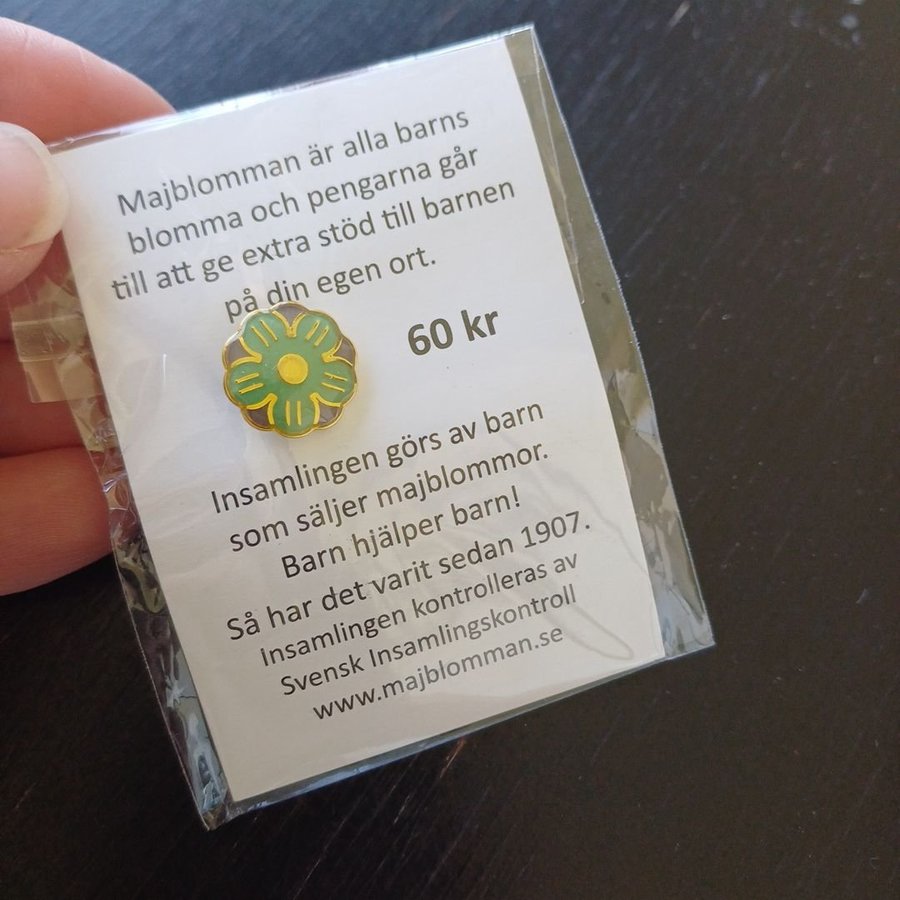 Majblomman är alla barns
blomma och pengarna går
till att ge extra stöd till barnen
på din egen ort.
60 kr
Insamlingen görs av barn
som säljer majblommor.
Barn hjälper barn!
Så har det varit sedan 1907.
Insamlingen kontrolleras av
Svensk Insamlingskontroll
www.majblomman.se